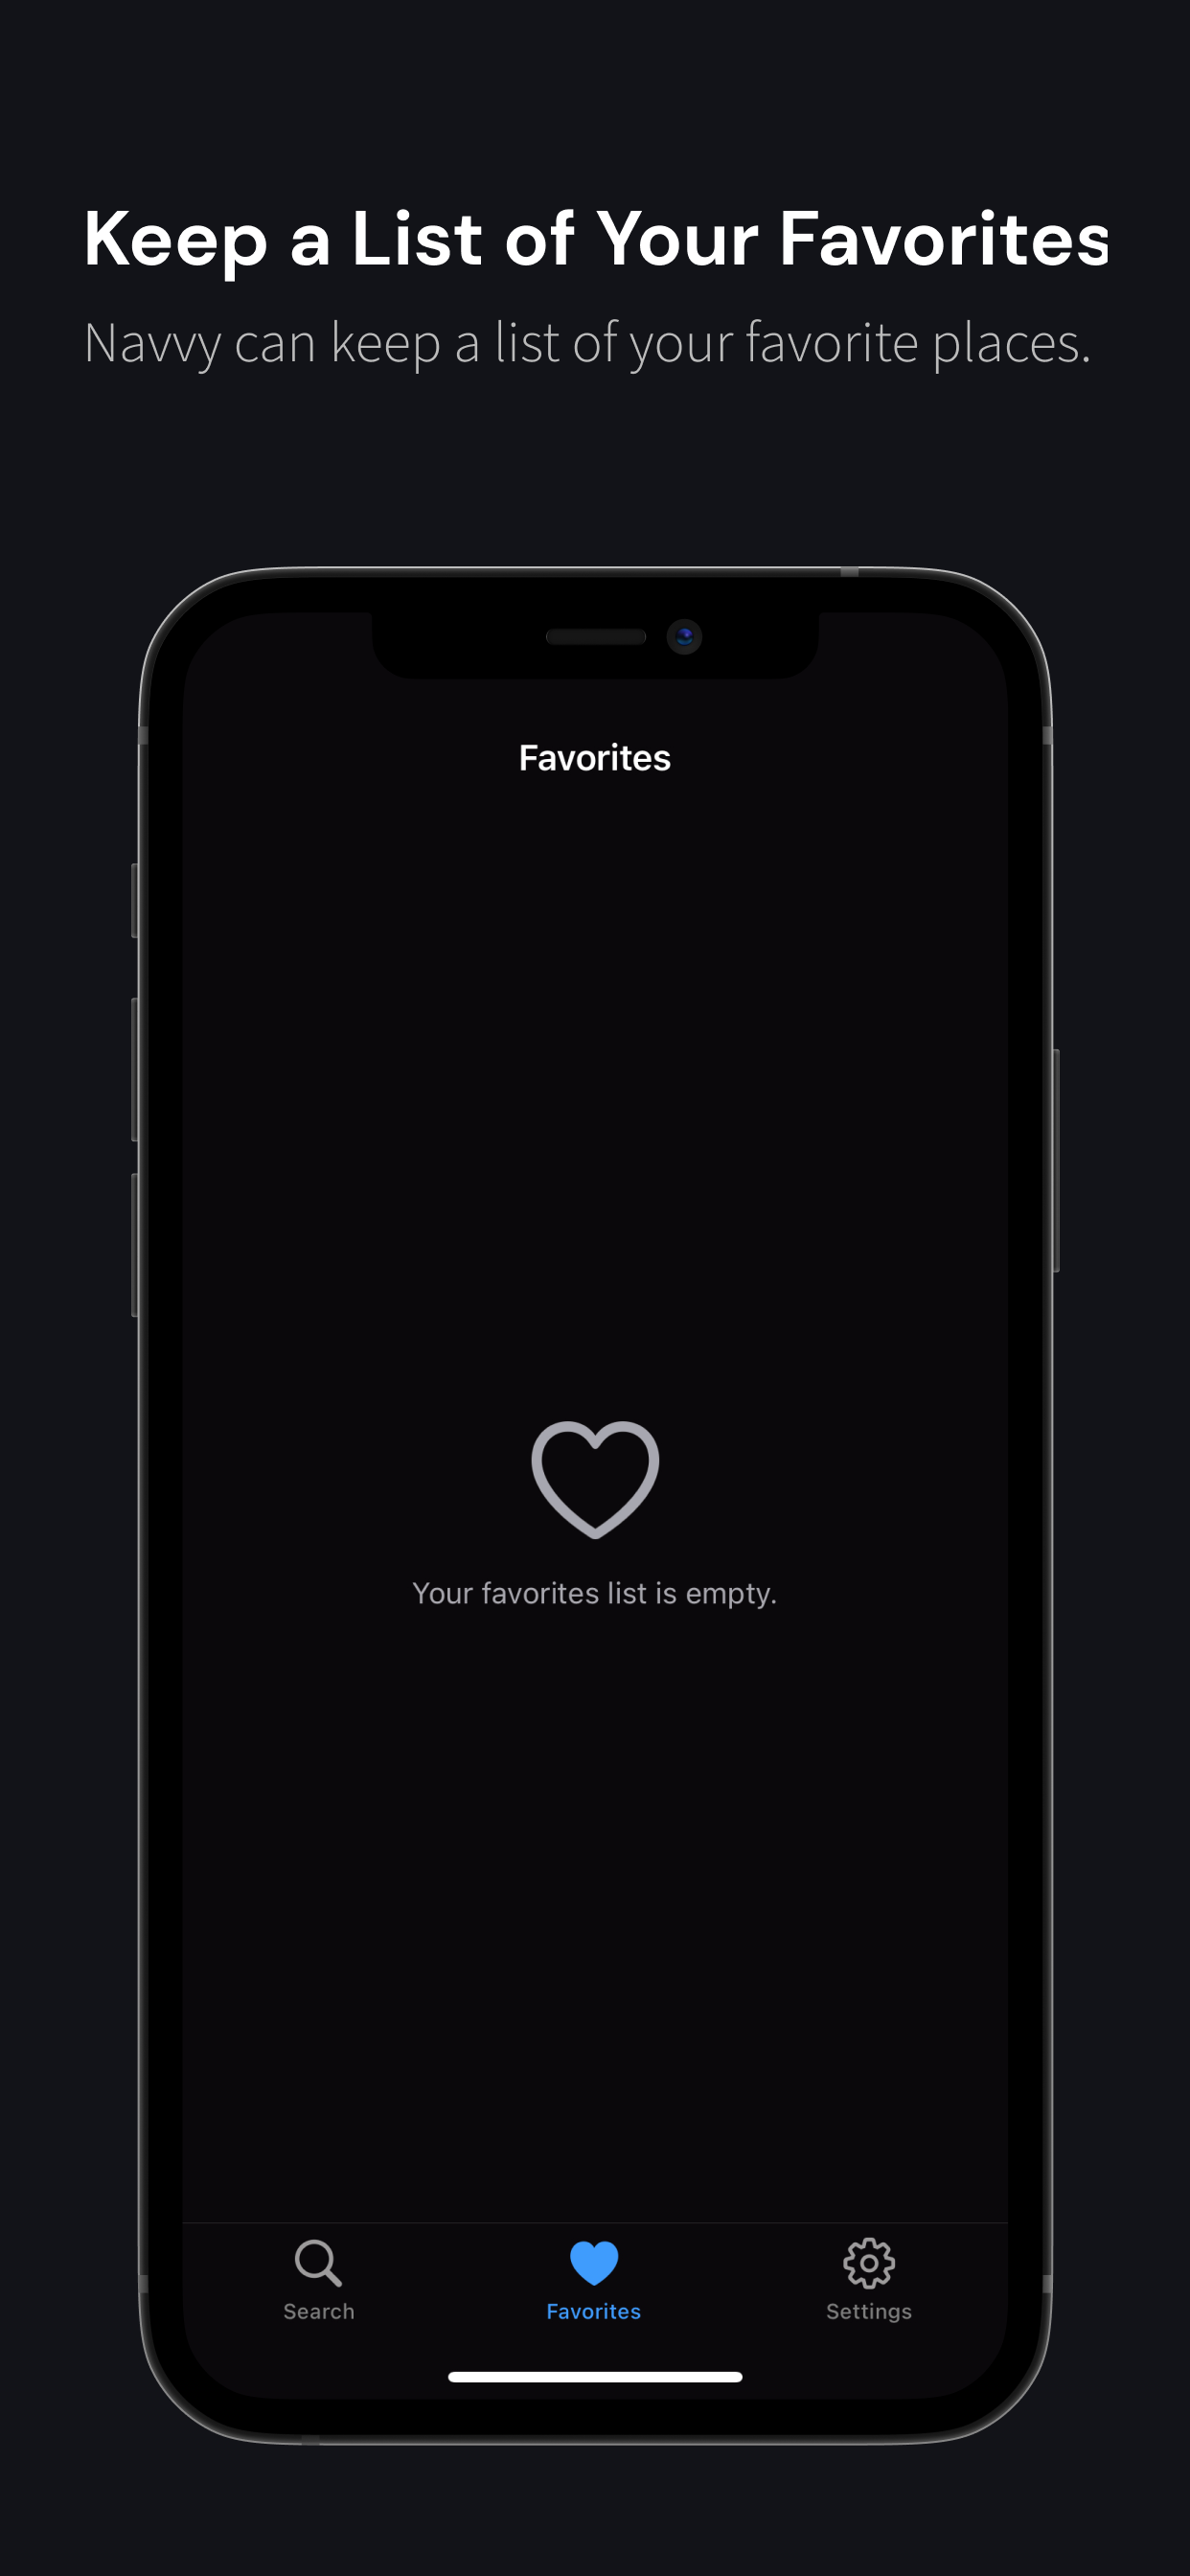 Keep a List of Your Favorites
Navvy can keep a list of your favorite places.
Favorites
Your favorites list is empty.
Search
Favorites
Settings